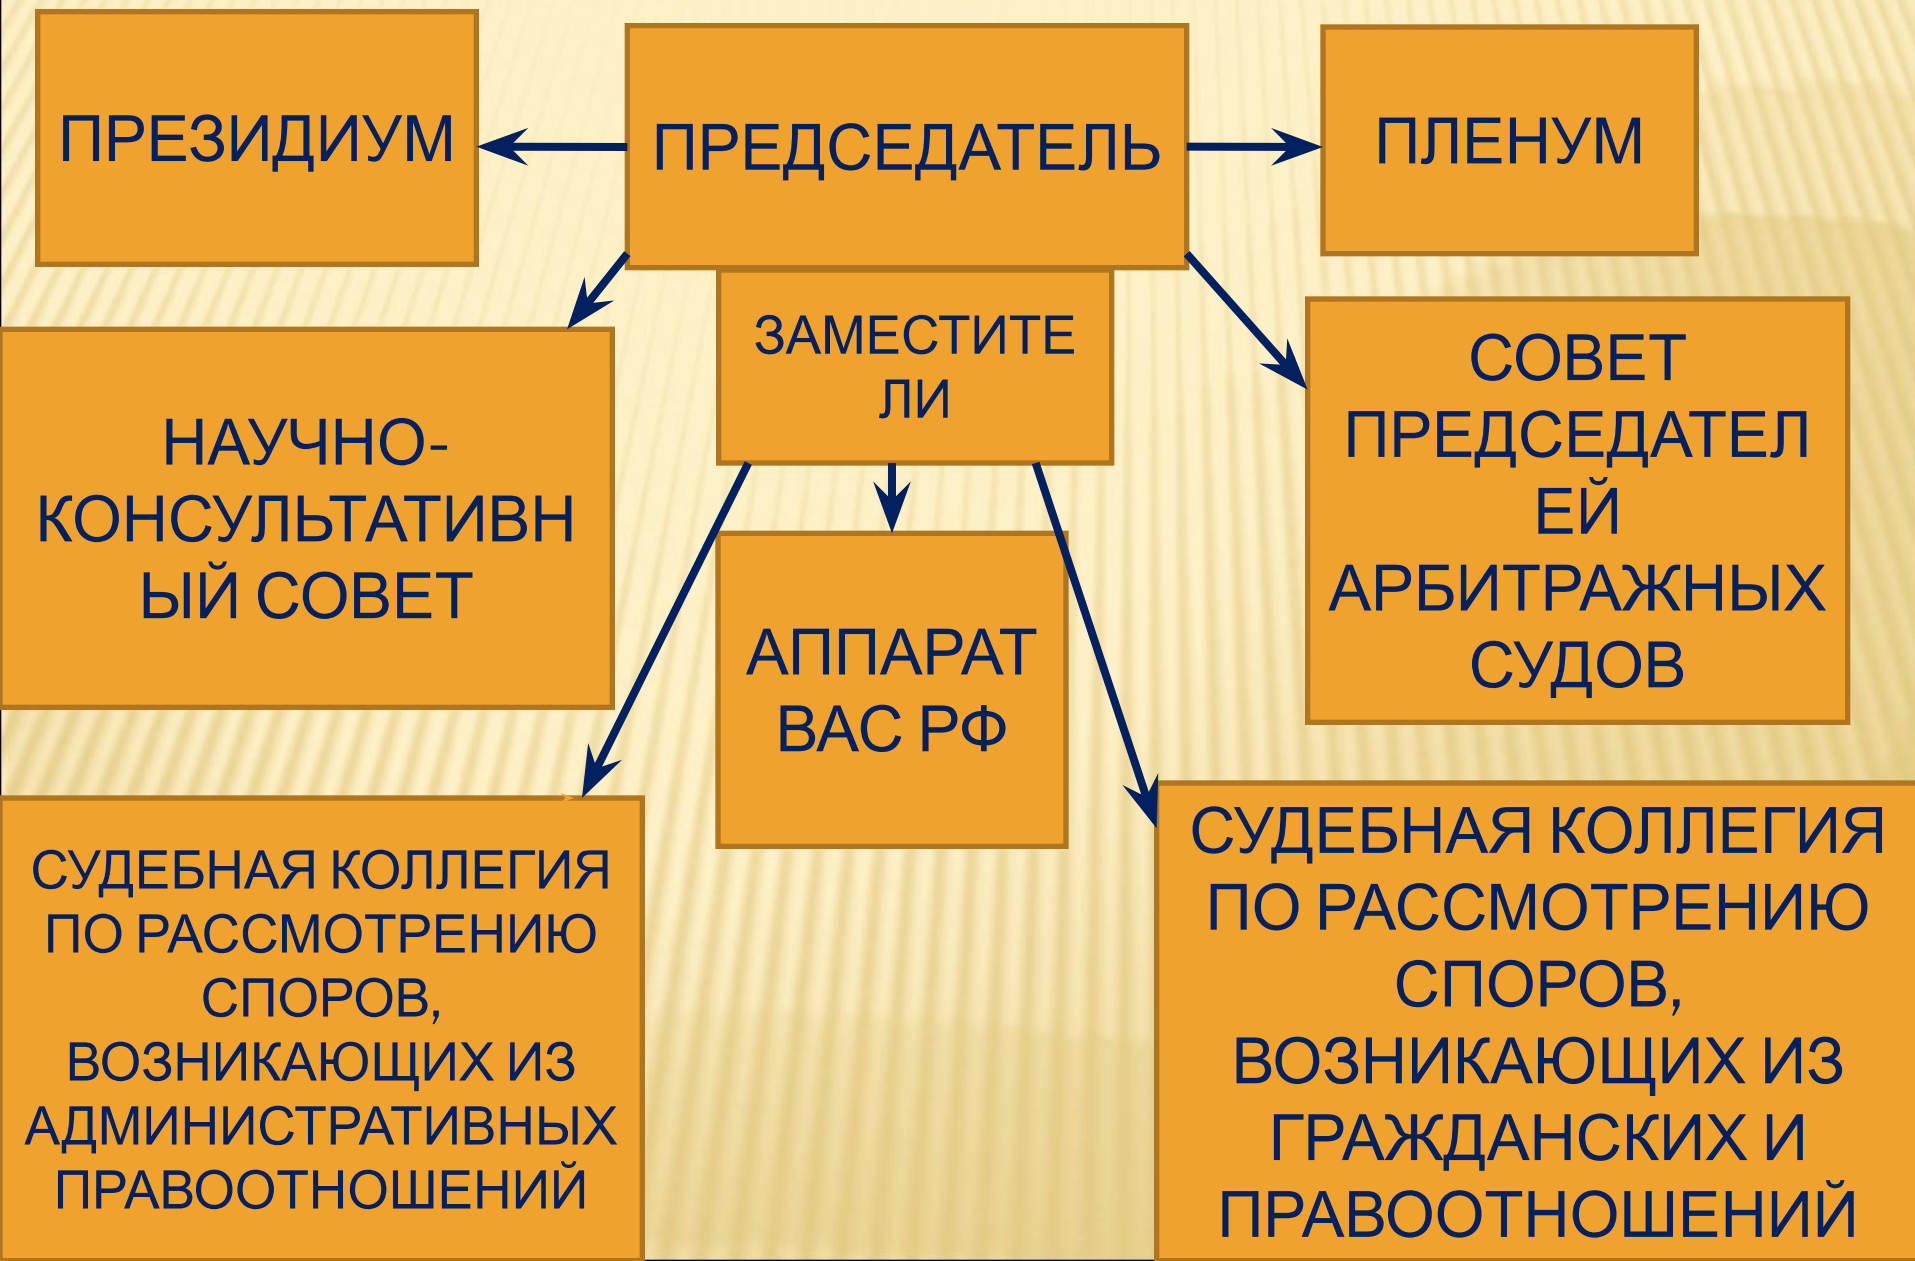 ПРЕЗИДИУМ
ПРЕДСЕДАТЕЛЬ
ПЛЕНУМ
ЗАМЕСТИТЕ
ЛИ
НАУЧНО-
КОНСУЛЬТАТИВН
ЫЙ СОВЕТ
СОВЕТ
ПРЕДСЕДАТЕЛ
ЕЙ
АРБИТРАЖНЫХ
СУДОВ
АППАРАТ
ВАС РФ
СУДЕБНАЯ КОЛЛЕГИЯ
ПО РАССМОТРЕНИЮ
СПОРОВ,
ВОЗНИКАЮЩИХ ИЗ
АДМИНИСТРАТИВНЫХ
ПРАВООТНОШЕНИЙ
СУДЕБНАЯ КОЛЛЕГИЯ
ПО РАССМОТРЕНИЮ
СПОРОВ,
ВОЗНИКАЮЩИХ ИЗ
ГРАЖДАНСКИХ И
ПРАВООТНОШЕНИЙ